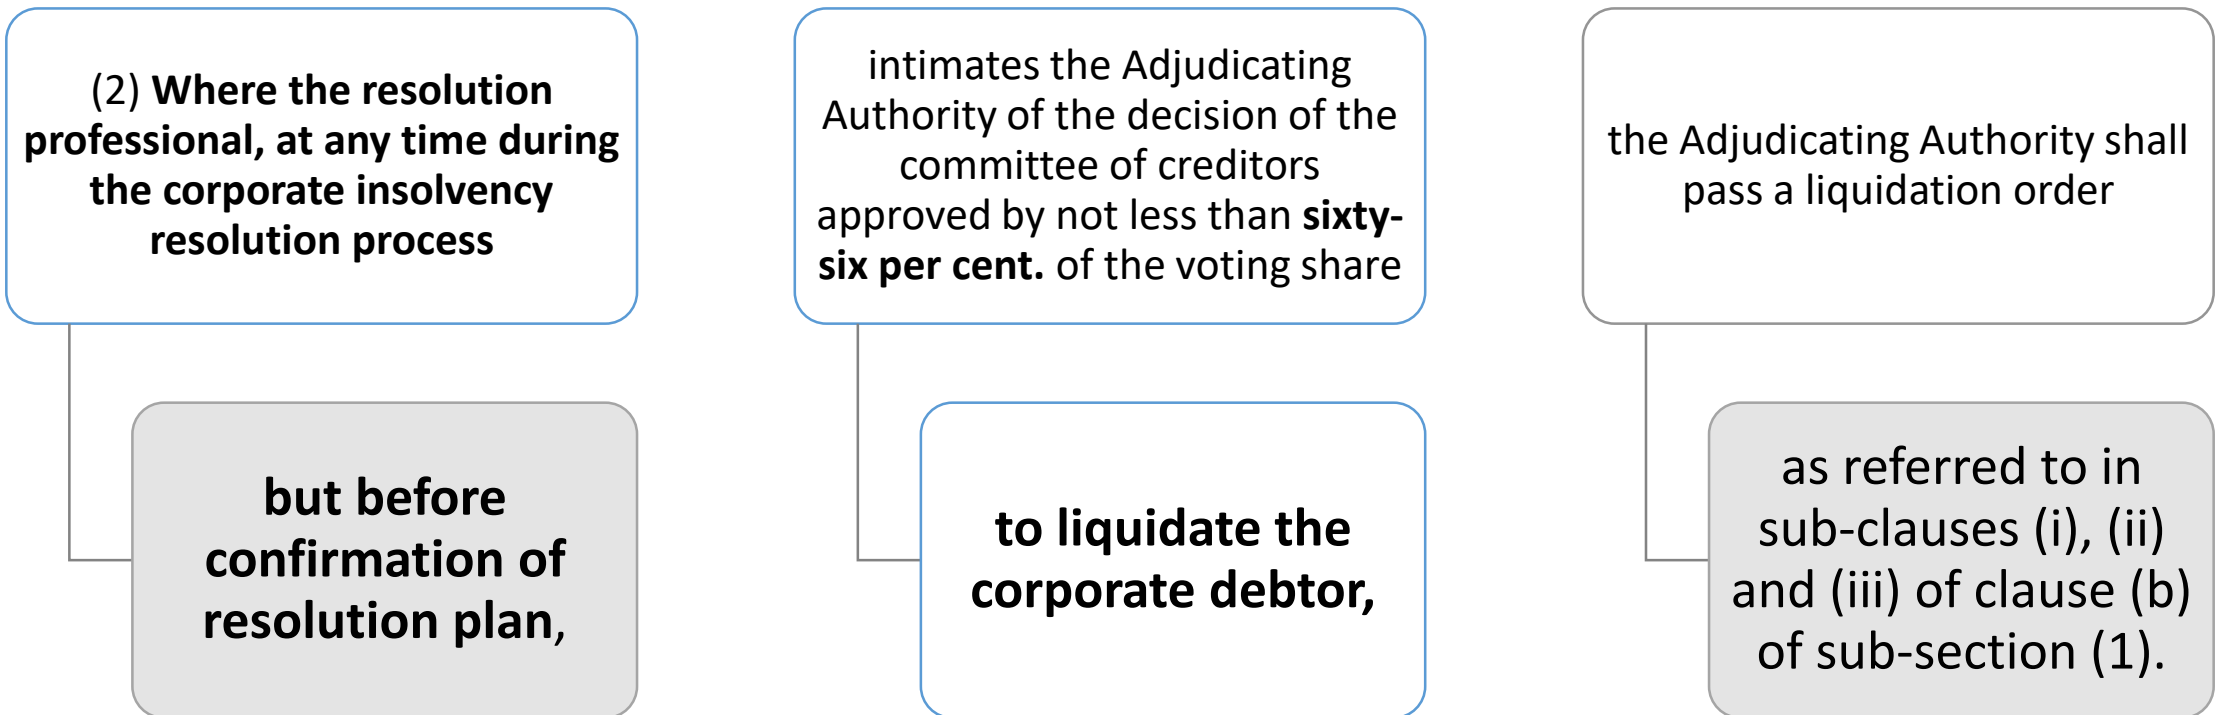 (2) Where the resolution
professional, at any time during
the corporate insolvency
resolution process
but before
confirmation of
resolution plan,
intimates the Adjudicating
Authority of the decision of the
committee of creditors
approved by not less than sixty-
six per cent. of the voting share
to liquidate the
corporate debtor,
the Adjudicating Authority shall
pass a liquidation order
as referred to in
sub-clauses (i), (ii)
and (iii) of clause (b)
of sub-section (1).